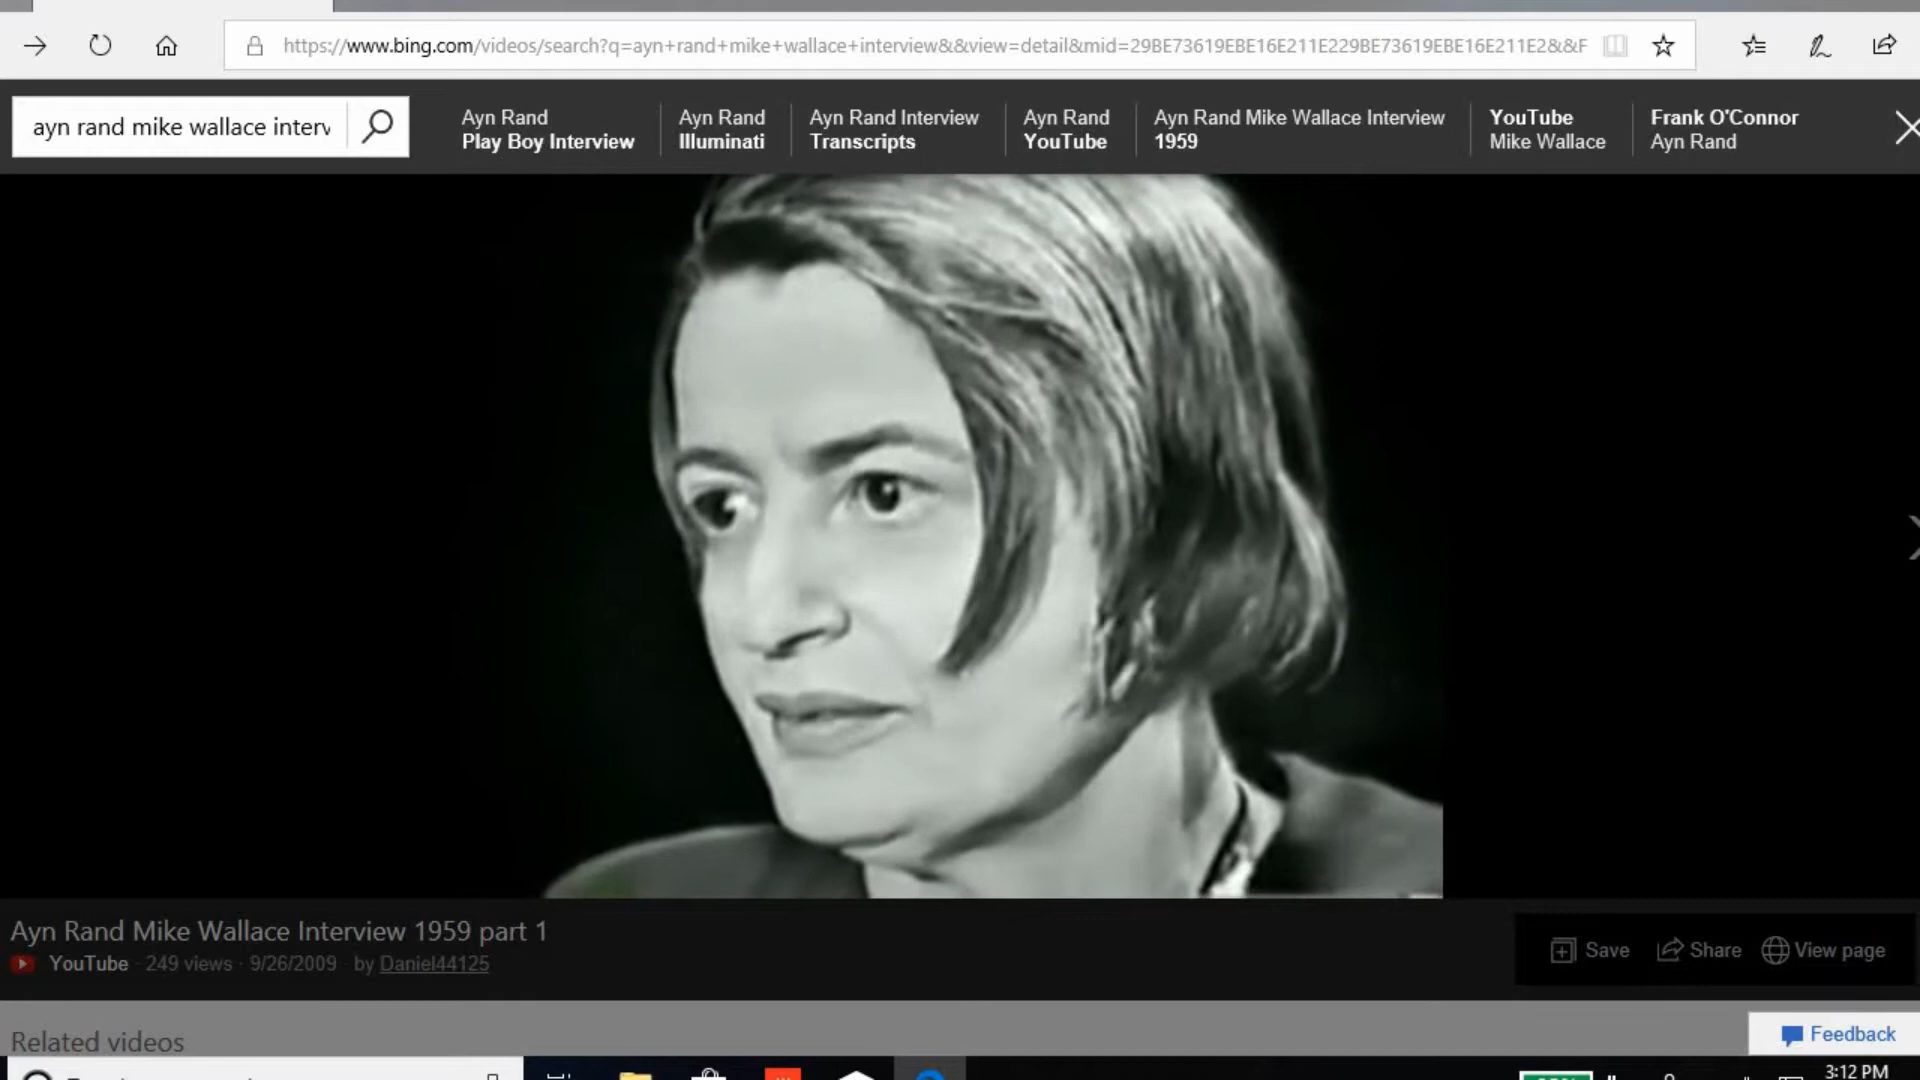 https://www.bing.com/videos/search?q=ayn+rand+mike+wallace+interview&&view=detail&mid=29BE73619EBE16E211E229BE73619EBE16E211E2&&F
ayn rand mike wallace interv
Ayn Rand
Play Boy Interview
Ayn Rand
Illuminati
Ayn Rand Interview
Transcripts
Ayn Rand
YouTube
Ayn Rand Mike Wallace Interview
1959
YouTube
Mike Wallace
Frank O'Connor
Ayn Rand
Ayn Rand Mike Wallace Interview 1959 part 1
YouTube · 249 views · 9/26/2009 · by Daniel44125
Save
Share
View page
Related videos
Feedback
3:12 PM